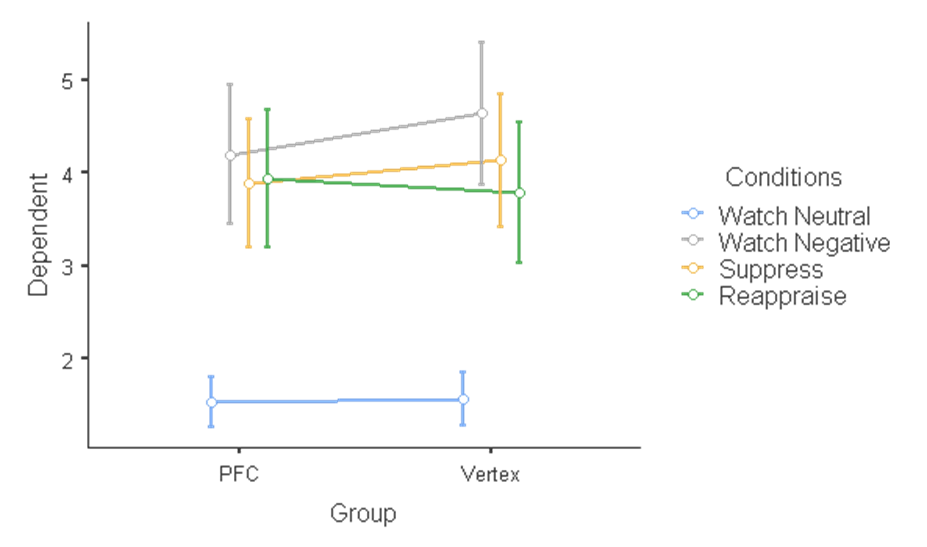 5
4
3
2
Dependent
PFC
Vertex
Group
Conditions
Watch Neutral
Watch Negative
Suppress
Reappraise